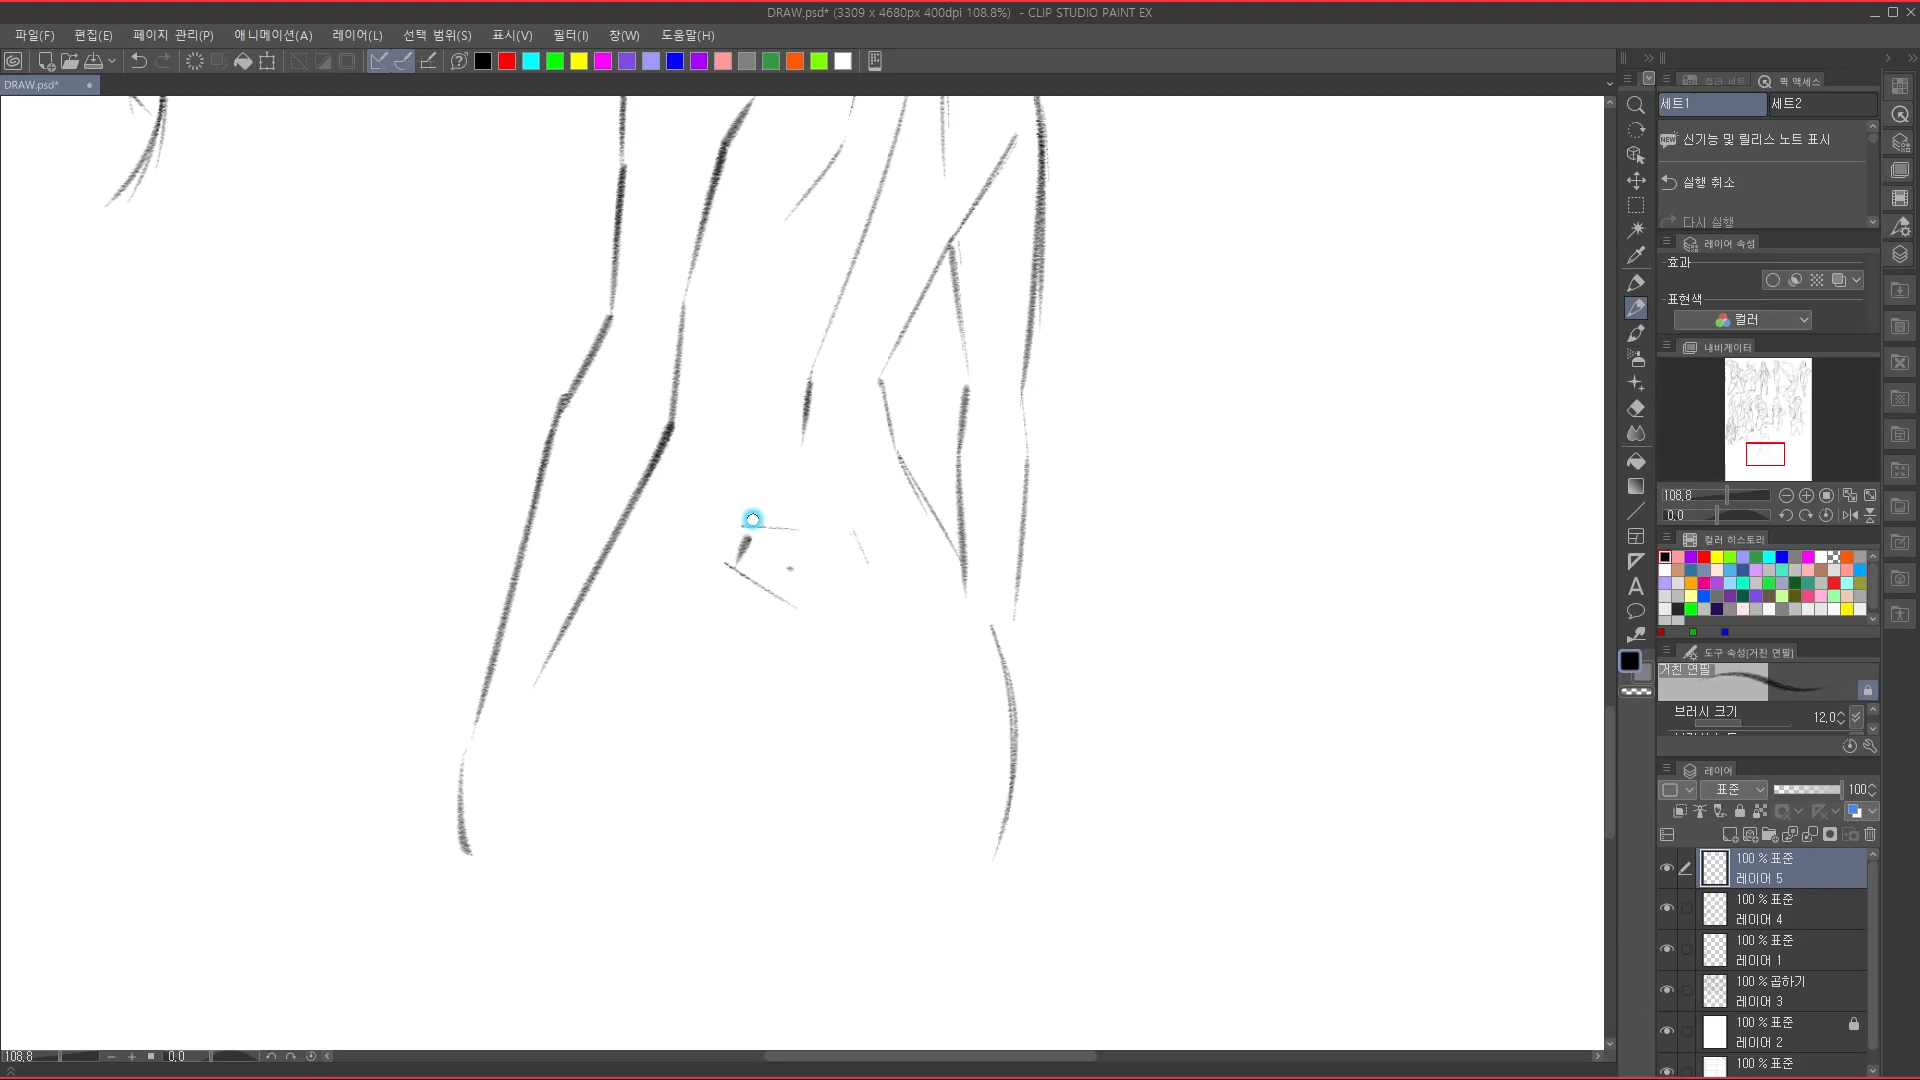 DRAW.psd* (3309 x 4680px 400dpi 108.8%) - CLIP STUDIO PAINT EX
파일(F) 편집(E) 페이지 관리(P) 애니메이션(A) 레이어(L) 선택 범위(S) 표시(V) 필터(I) 창(W) 도움말(H)
DRAW.psd*
컬러 세트 퀵 액세스
세트1 세트2
NEW 신기능 및 릴리스 노트 표시
실행 취소
다시 실행
레이어 속성
효과
표현색
컬러
내비게이터
108.8
0.0
컬러 히스토리
도구 속성[거친 연필]
거친 연필
브러시 크기 12.0
레이어
표준 100
100 % 표준
레이어 5
100 % 표준
레이어 4
100 % 표준
레이어 1
100 % 곱하기
레이어 3
100 % 표준
레이어 2
100 % 표준
108.8 0.0